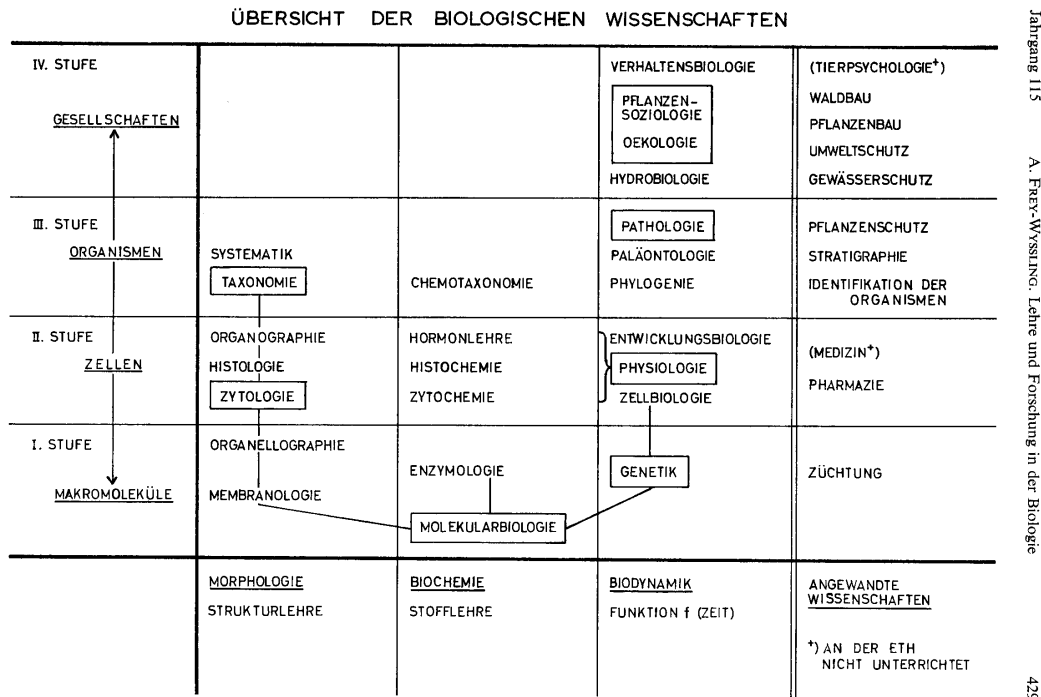 ÜBERSICHT DER BIOLOGISCHEN WISSENSCHAFTEN
IV. STUFE
GESELLSCHAFTEN
VERHALTENSBIOLOGIE
PFLANZEN-
SOZIOLOGIE
OEKOLOGIE
HYDROBIOLOGIE
(TIERPSYCHOLOGIE+)
WALDBAU
PFLANZENBAU
UMWELTSCHUTZ
GEWÄSSERSCHUTZ
III. STUFE
ORGANISMEN
SYSTEMATIK
TAXONOMIE
CHEMOTAXONOMIE
PATHOLOGIE
PALÄONTOLOGIE
PHYLOGENIE
PFLANZENSCHUTZ
STRATIGRAPHIE
IDENTIFIKATION DER
ORGANISMEN
II. STUFE
ZELLEN
ORGANOGRAPHIE
HISTOLOGIE
ZYTOLOGIE
HORMONLEHRE
HISTOCHEMIE
ZYTOCHEMIE
ENTWICKLUNGSBIOLOGIE
PHYSIOLOGIE
ZELLBIOLOGIE
(MEDIZIN+)
PHARMAZIE
I. STUFE
MAKROMOLEKÜLE
ORGANELLOGRAPHIE
MEMBRANOLOGIE
ENZYMOLOGIE
MOLEKULARBIOLOGIE
GENETIK
ZÜCHTUNG
MORPHOLOGIE
STRUKTURLEHRE
BIOCHEMIE
STOFFLEHRE
BIODYNAMIK
FUNKTION f (ZEIT)
ANGEWANDTE
WISSENSCHAFTEN
+) AN DER ETH
NICHT UNTERRICHTET
Jahrgang 115 A. FREY-WYSSLING. Lehre und Forschung in der Biologie 429